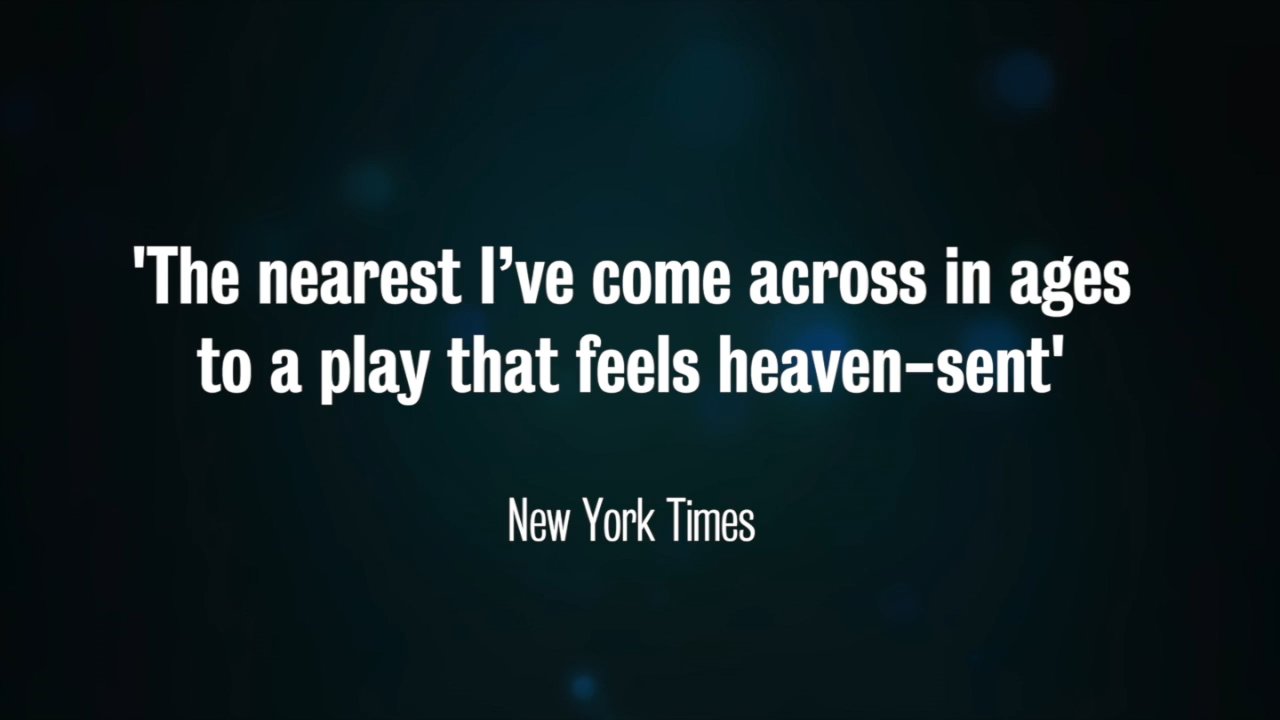 'The nearest I’ve come across in ages
to a play that feels heaven-sent'
New York Times